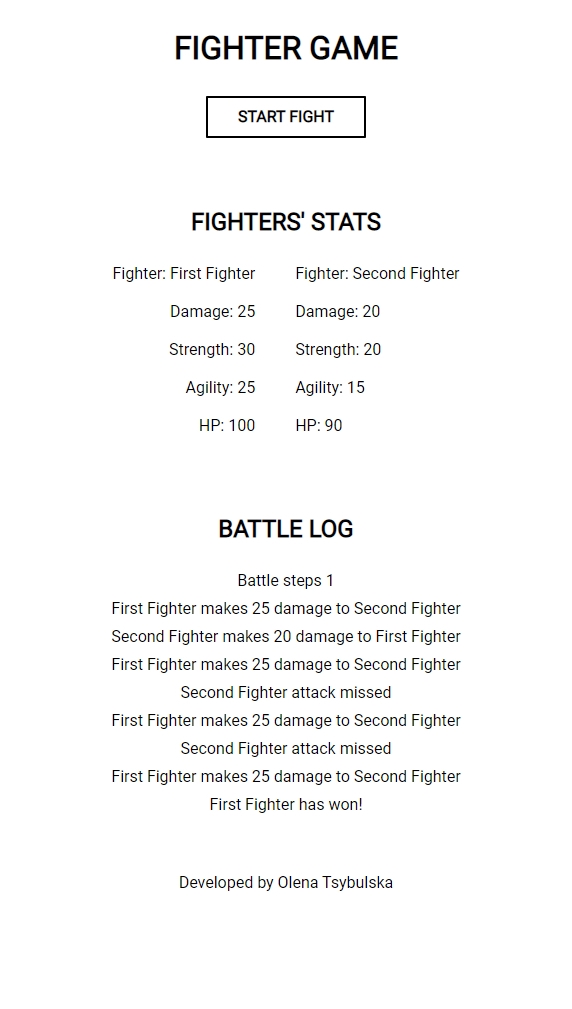 FIGHTER GAME
START FIGHT
FIGHTERS' STATS
Fighter: First Fighter Fighter: Second Fighter
Damage: 25 Damage: 20
Strength: 30 Strength: 20
Agility: 25 Agility: 15
HP: 100 HP: 90
BATTLE LOG
Battle steps 1
First Fighter makes 25 damage to Second Fighter
Second Fighter makes 20 damage to First Fighter
First Fighter makes 25 damage to Second Fighter
Second Fighter attack missed
First Fighter makes 25 damage to Second Fighter
Second Fighter attack missed
First Fighter makes 25 damage to Second Fighter
First Fighter has won!
Developed by Olena Tsybulska